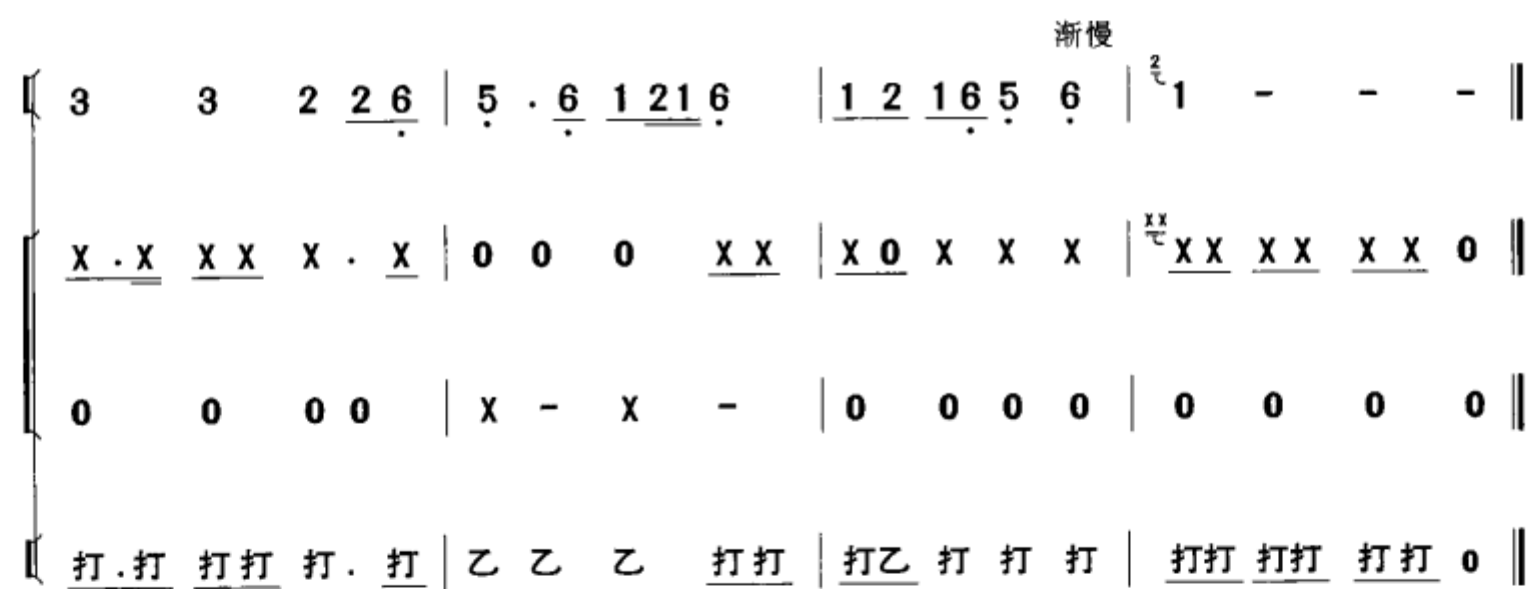 渐慢
3 3 2 2 6 | 5 . 6 1 2 1 6 | 1 2 1 6 5 6 | 2 1 - - -
X . X X X X . X | 0 0 0 X X | X 0 X X X | X X X X X X X X 0
0 0 0 0 | X - X - | 0 0 0 0 | 0 0 0 0
打 . 打 打 打 打 . 打 | 乙 乙 乙 打 打 | 打 乙 打 打 打 | 打 打 打 打 打 打 0